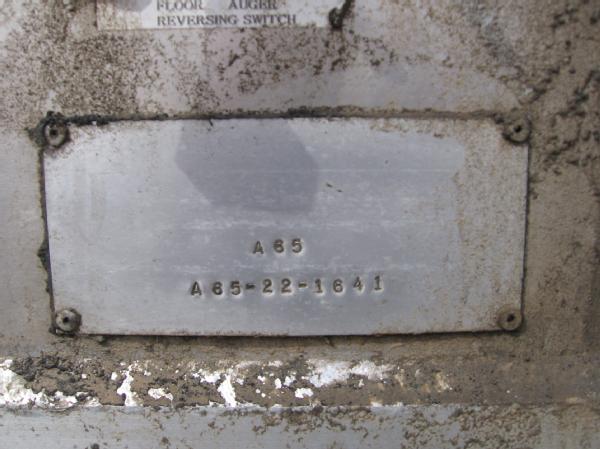 FLOOR AUGER
REVERSING SWITCH
A65
A65-22-1641